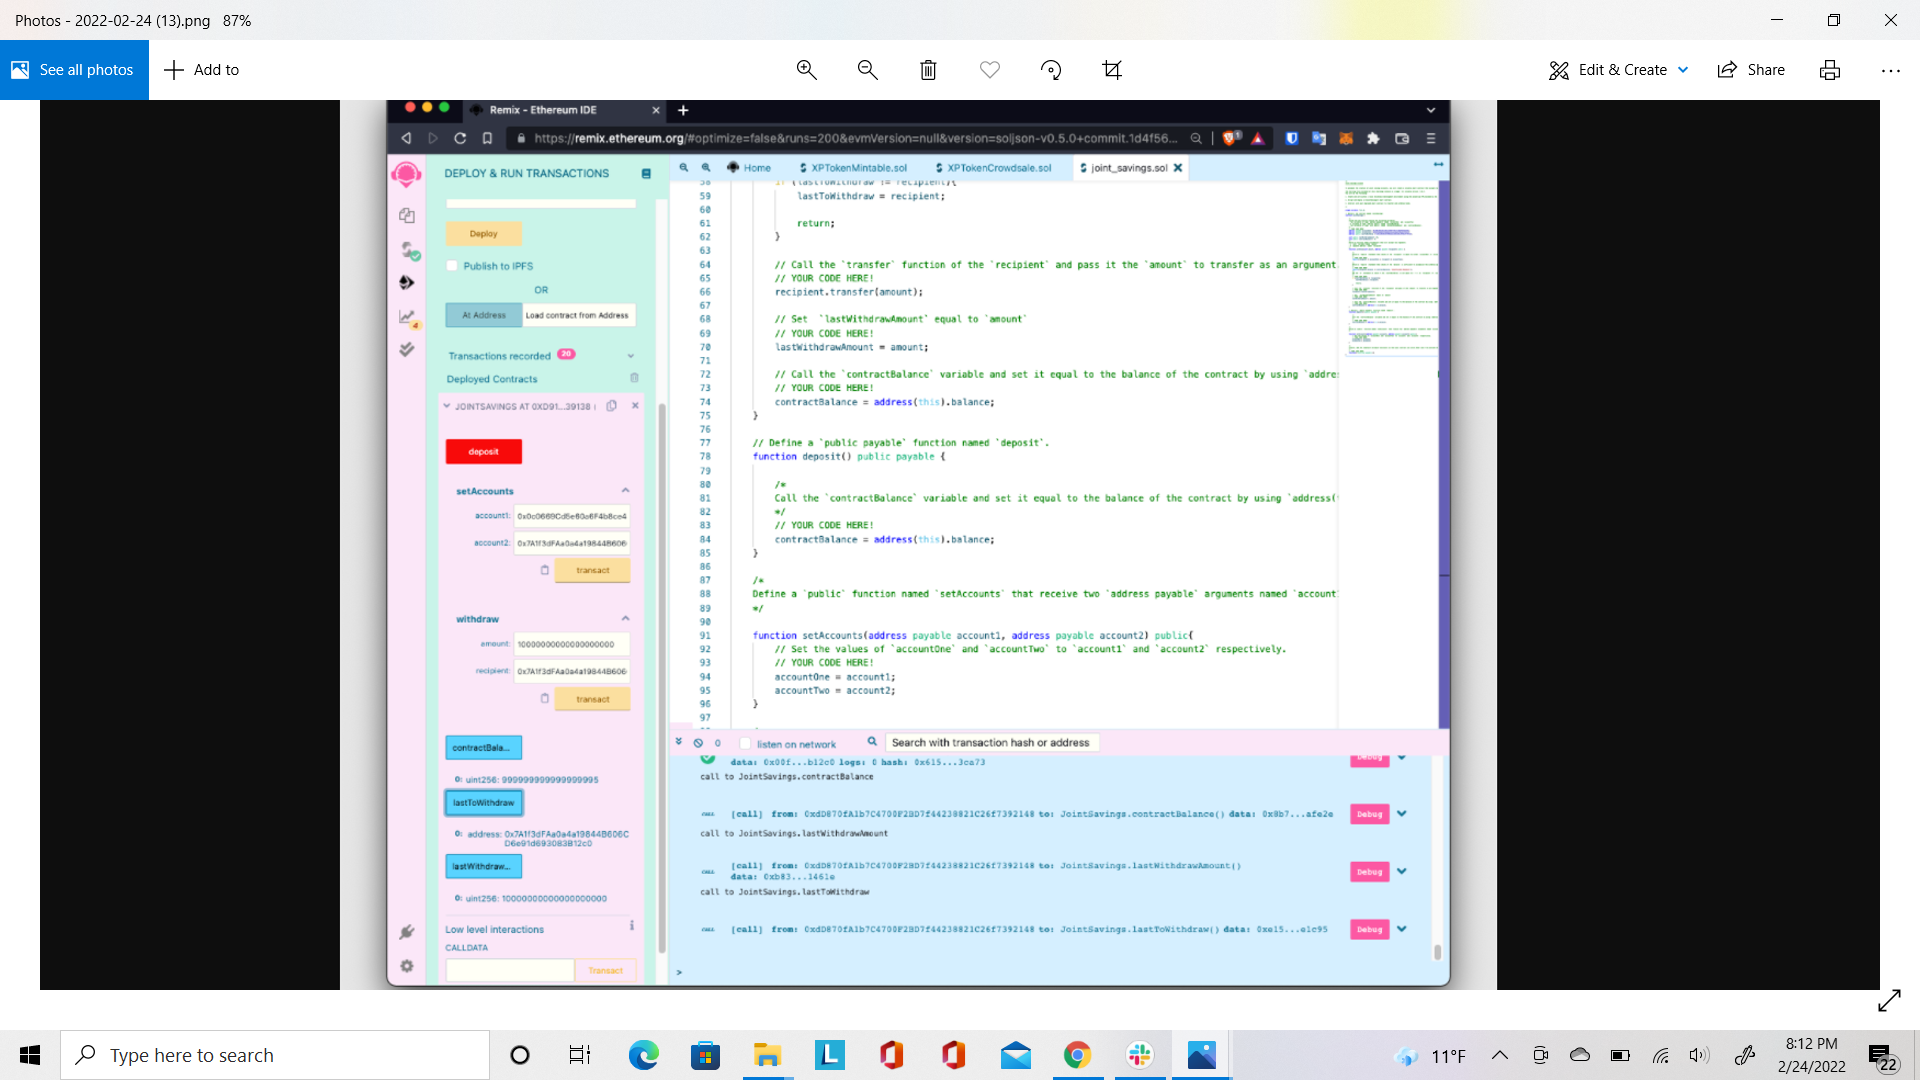 Photos - 2022-02-24 (13).png 87%
See all photos
Add to
Edit & Create
Share
Remix - Ethereum IDE
https://remix.ethereum.org/#optimize=false&runs=200&evmVersion=null&version=soljson-v0.5.0+commit.1d4f56...
DEPLOY & RUN TRANSACTIONS
Home
XPTokenMintable.sol
XPTokenCrowdsale.sol
joint_savings.sol
Deploy
Publish to IPFS
OR
At Address
Load contract from Address
Transactions recorded 20
Deployed Contracts
JOINTSAVINGS AT 0XD91...39138 (
deposit
setAccounts
account1:
account2:
transact
withdraw
amount:
recipient:
transact
contractBala...
0: uint256:
lastToWithdraw
0: address:
lastWithdraw...
0: uint256:
Low level interactions
CALLDATA
Transact
58 if (lastToWithdraw != recipient){
59 lastToWithdraw = recipient;
60
61 return;
62 }
63
64 // Call the `transfer` function of the `recipient` and pass it the `amount` to transfer as an argument.
65 // YOUR CODE HERE!
66 recipient.transfer(amount);
67
68 // Set `lastWithdrawAmount` equal to `amount`
69 // YOUR CODE HERE!
70 lastWithdrawAmount = amount;
71
72 // Call the `contractBalance` variable and set it equal to the balance of the contract by using `addre
73 // YOUR CODE HERE!
74 contractBalance = address(this).balance;
75 }
76
77 // Define a `public payable` function named `deposit`.
78 function deposit() public payable {
79
80 /*
81 Call the `contractBalance` variable and set it equal to the balance of the contract by using `address(
82 */
83 // YOUR CODE HERE!
84 contractBalance = address(this).balance;
85 }
86
87 /*
88 Define a `public` function named `setAccounts` that receive two `address payable` arguments named `account
89 */
90
91 function setAccounts(address payable account1, address payable account2) public{
92 // Set the values of `accountOne` and `accountTwo` to `account1` and `account2` respectively.
93 // YOUR CODE HERE!
94 accountOne = account1;
95 accountTwo = account2;
96 }
97
0 listen on network
Search with transaction hash or address
data: 0x00f...b12c0 logs: 0 hash: 0x615...3ca73
Debug
call to JointSavings.contractBalance
CALL [call] from: 0xdD870fA1b7C4700F2BD7f44238821C26f7392148 to: JointSavings.contractBalance() data: 0x8b7...afe2e
Debug
call to JointSavings.lastWithdrawAmount
CALL [call] from: 0xdD870fA1b7C4700F2BD7f44238821C26f7392148 to: JointSavings.lastWithdrawAmount()
data: 0xb83...1461e
Debug
call to JointSavings.lastToWithdraw
CALL [call] from: 0xdD870fA1b7C4700F2BD7f44238821C26f7392148 to: JointSavings.lastToWithdraw() data: 0xe15...e1c95
Debug
>
Type here to search
11°F
8:12 PM
2/24/2022
22